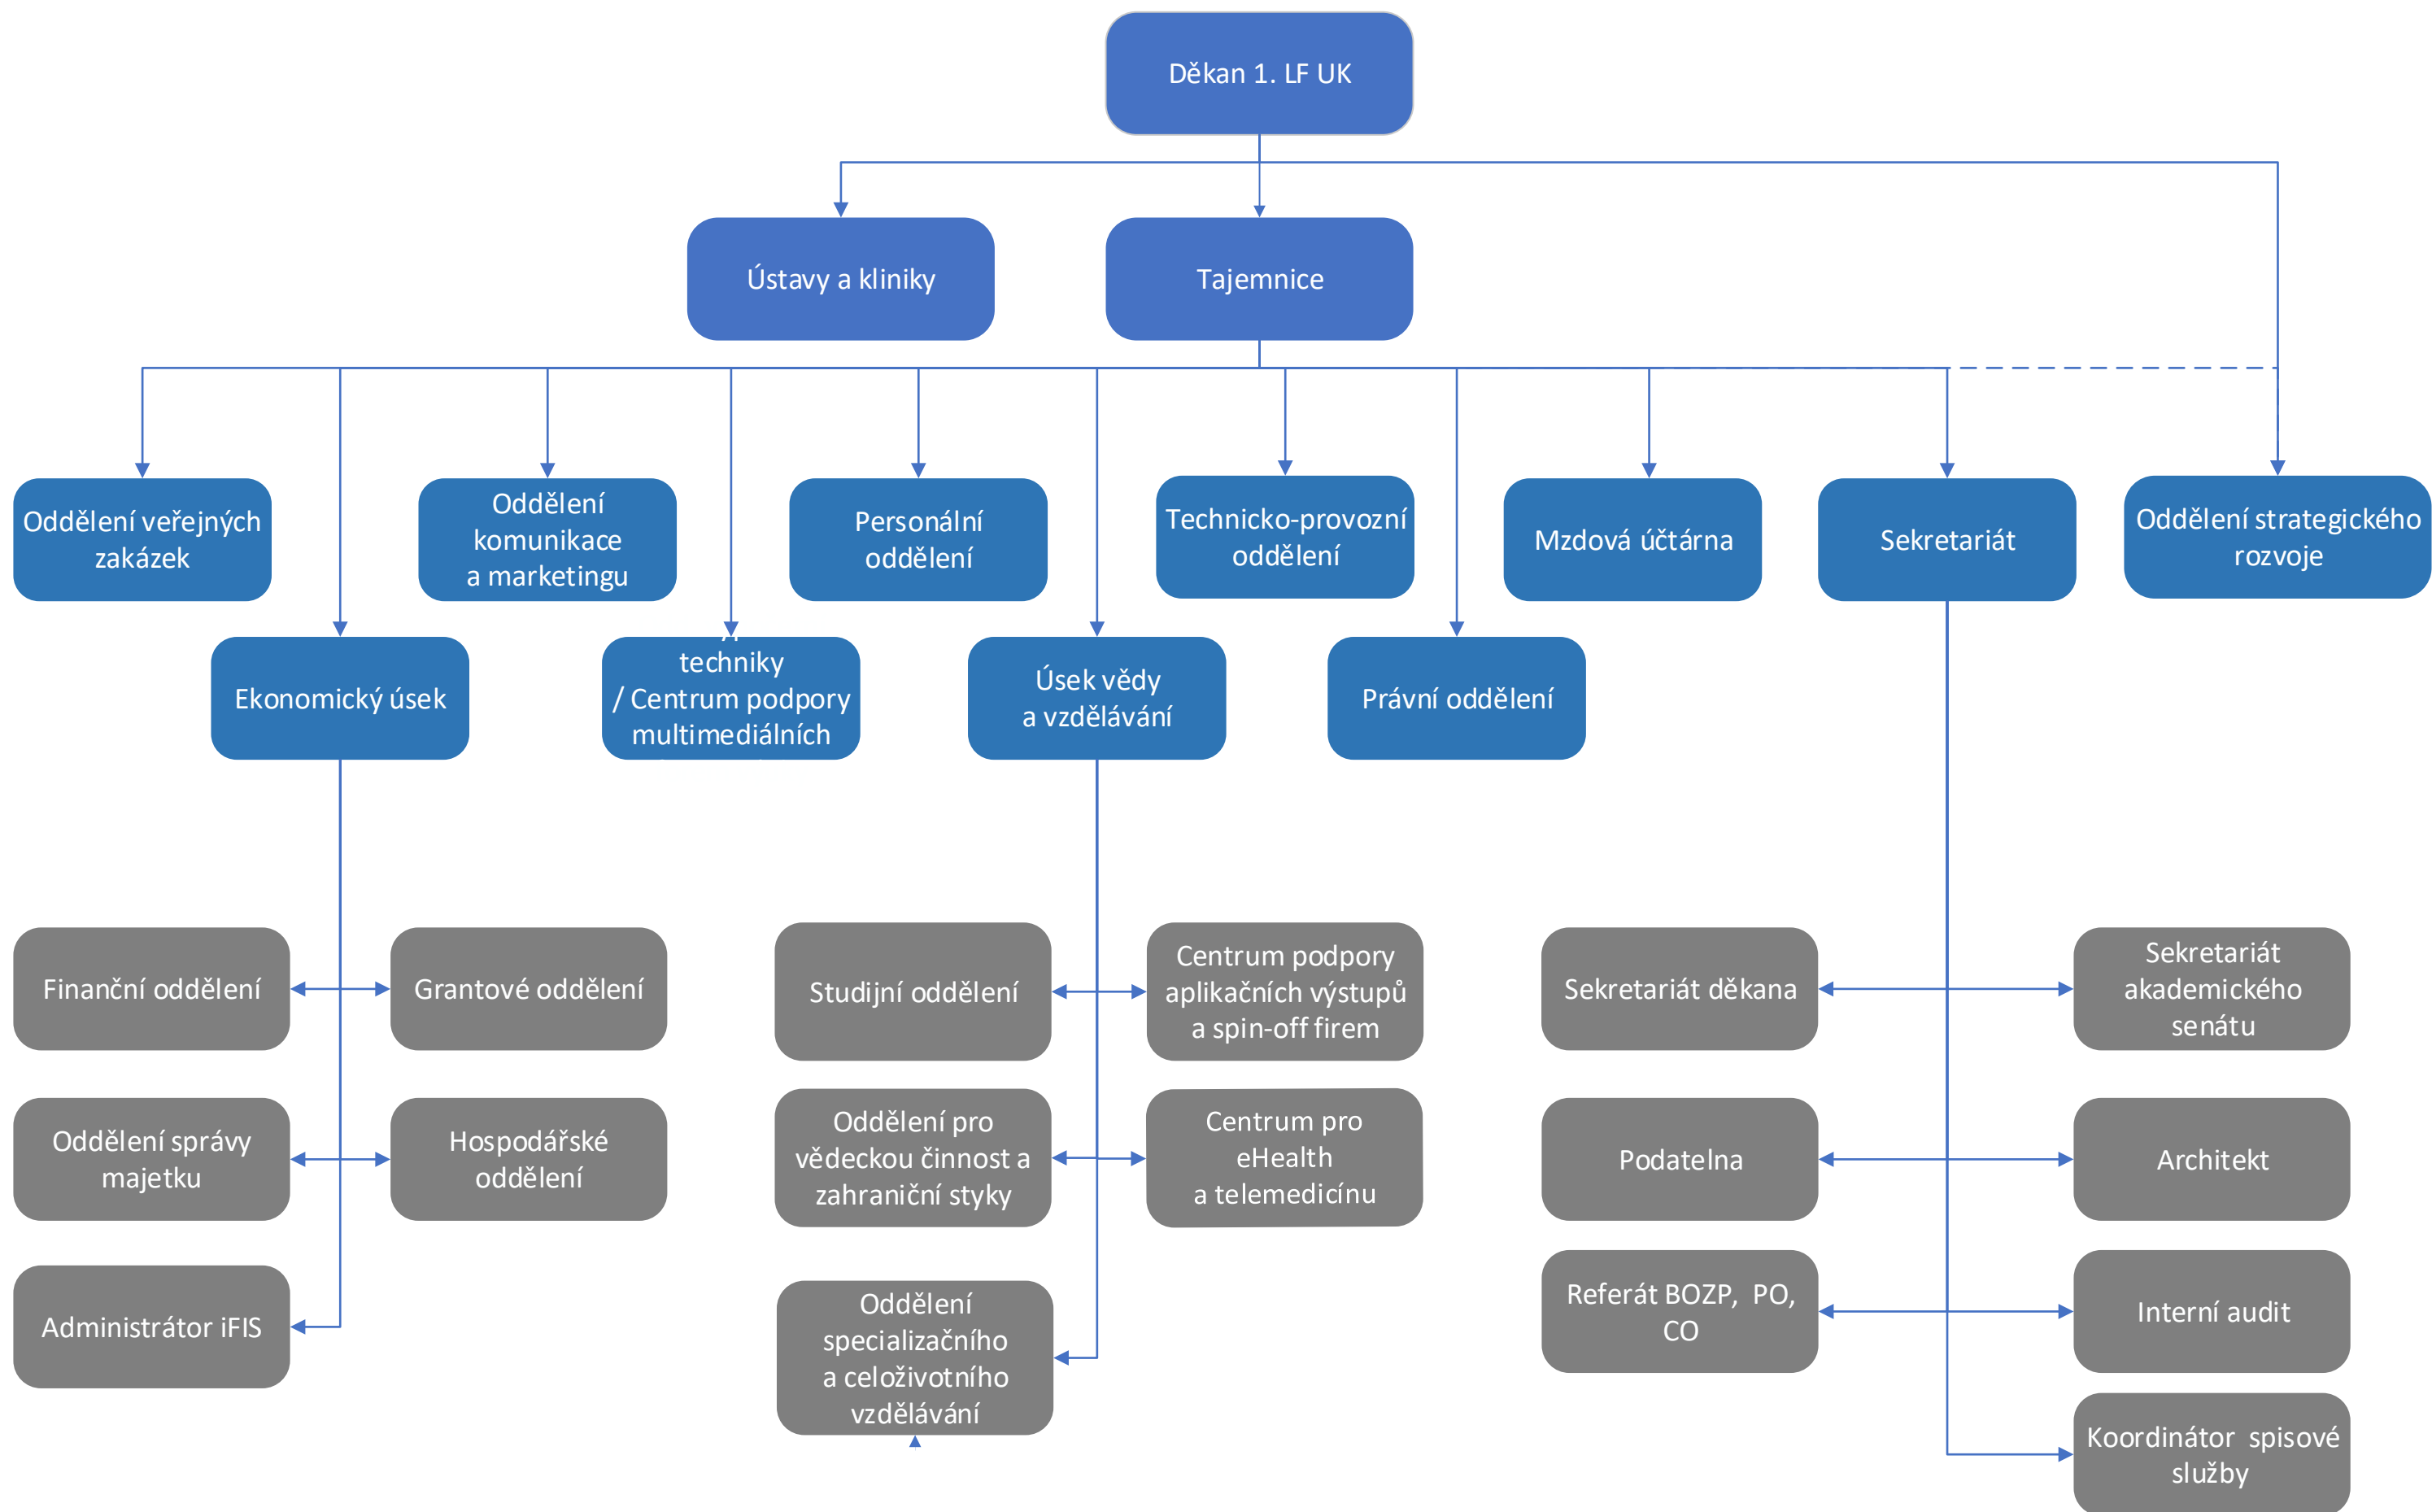 Děkan 1. LF UK
Ústavy a kliniky
Tajemnice
Oddělení veřejných
zakázek
Oddělení
komunikace
a marketingu
Personální
oddělení
Technicko-provozní
oddělení
Mzdová účtárna
Sekretariát
Oddělení strategického
rozvoje
Ekonomický úsek
techniky
/ Centrum podpory
multimediálních
Úsek vědy
a vzdělávání
Právní oddělení
Finanční oddělení
Grantové oddělení
Studijní oddělení
Centrum podpory
aplikačních výstupů
a spin-off firem
Sekretariát děkana
Sekretariát
akademického
senátu
Oddělení správy
majetku
Hospodářské
oddělení
Oddělení pro
vědeckou činnost a
zahraniční styky
Centrum pro
eHealth
a telemedicínu
Podatelna
Architekt
Administrátor iFIS
Oddělení
specializačního
a celoživotního
vzdělávání
Referát BOZP, PO,
CO
Interní audit
Koordinátor spisové
služby